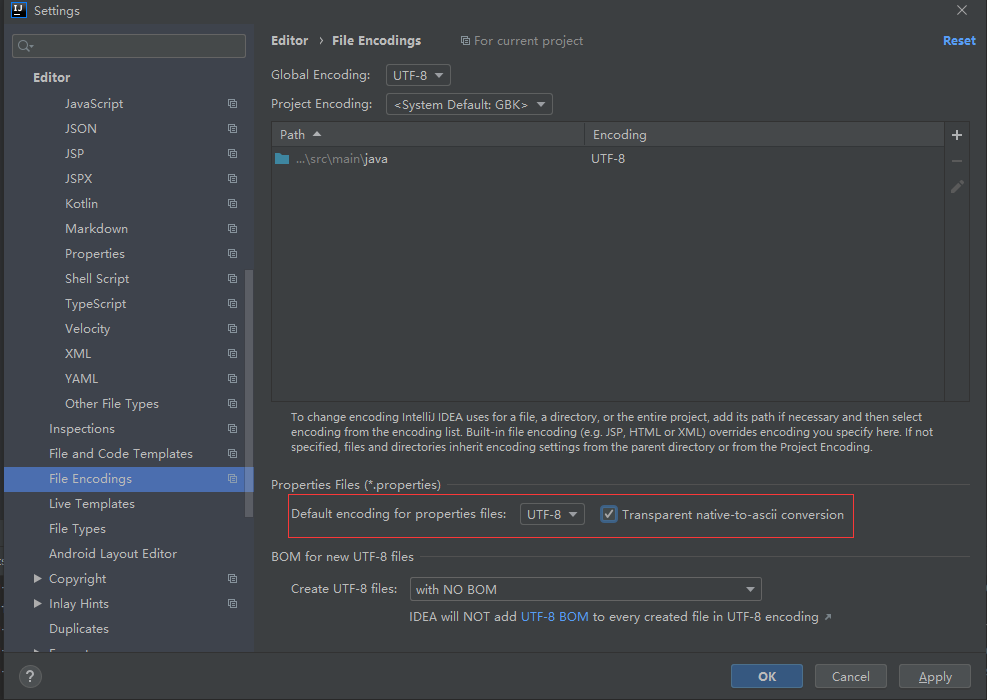 IJ Settings
Editor › File Encodings For current project Reset
Editor
JavaScript
JSON
JSP
JSPX
Kotlin
Markdown
Properties
Shell Script
TypeScript
Velocity
XML
YAML
Other File Types
Inspections
File and Code Templates
File Encodings
Live Templates
File Types
Android Layout Editor
Copyright
Inlay Hints
Duplicates
Global Encoding: UTF-8
Project Encoding: <System Default: GBK>
Path Encoding
...\src\main\java UTF-8
To change encoding IntelliJ IDEA uses for a file, a directory, or the entire project, add its path if necessary and then select
encoding from the encoding list. Built-in file encoding (e.g. JSP, HTML or XML) overrides encoding you specify here. If not
specified, files and directories inherit encoding settings from the parent directory or from the Project Encoding.
Properties Files (*.properties)
Default encoding for properties files: UTF-8 Transparent native-to-ascii conversion
BOM for new UTF-8 files
Create UTF-8 files: with NO BOM
IDEA will NOT add UTF-8 BOM to every created file in UTF-8 encoding ↗
? OK Cancel Apply